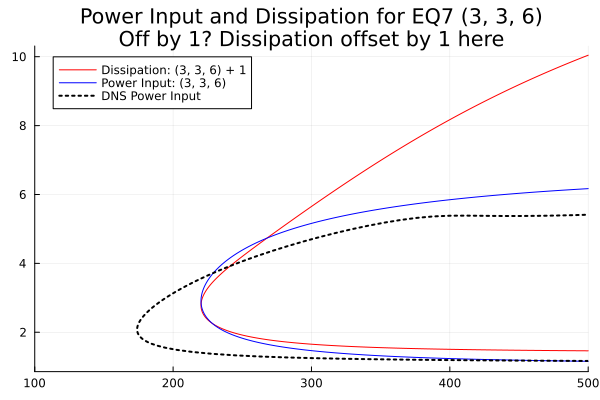 Power Input and Dissipation for EQ7 (3, 3, 6)
Off by 1? Dissipation offset by 1 here
Dissipation: (3, 3, 6) + 1
Power Input: (3, 3, 6)
DNS Power Input
10
8
6
4
2
100 200 300 400 500